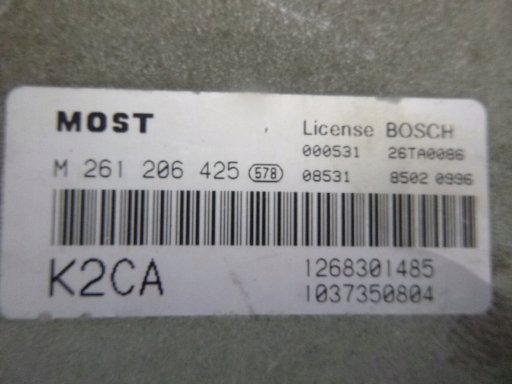 MOST
License BOSCH
000531 26TA0086
M 261 206 425 578
08531 8502 0996
K2CA
1268301485
1037350804